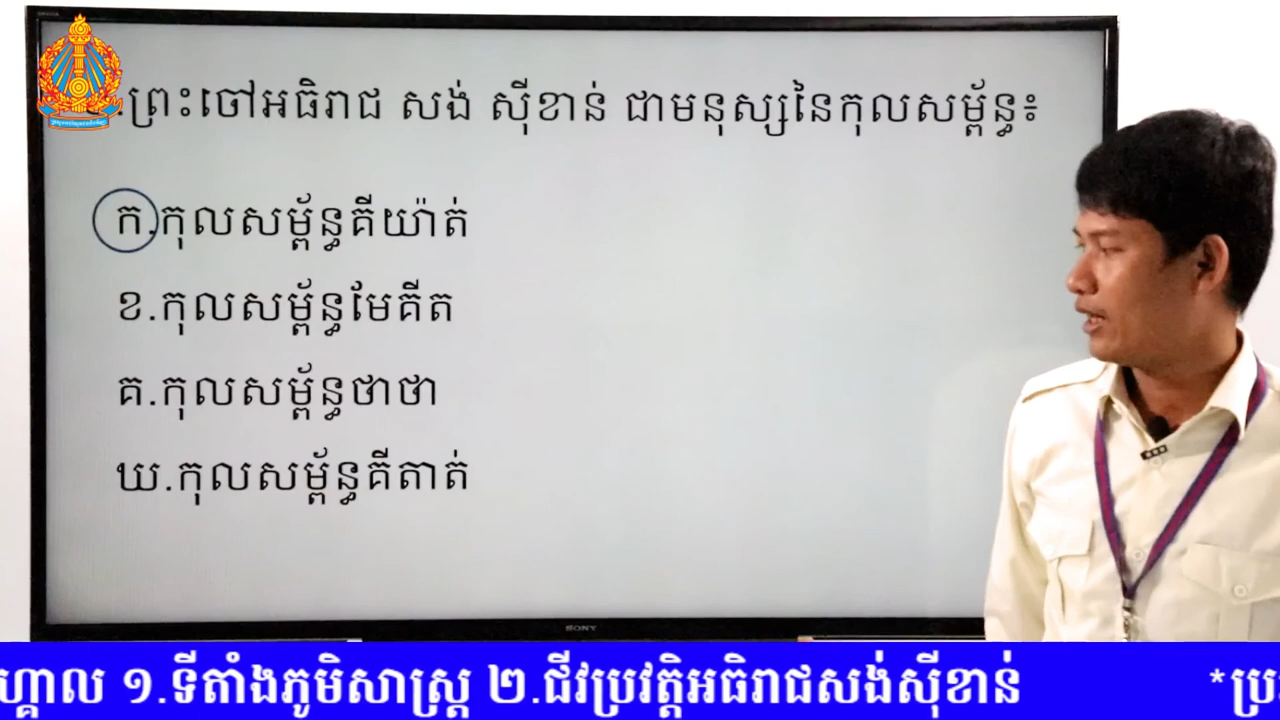 .ព្រះចៅអធិរាជ សង់ ស៊ីខាន់ ជាមនុស្សនៃកុលសម្ព័ន្ធ៖
ក.កុលសម្ព័ន្ធគីយ៉ាត់
ខ.កុលសម្ព័ន្ធមែគីត
គ.កុលសម្ព័ន្ធថាថា
ឃ.កុលសម្ព័ន្ធគីតាត់
SONY
ហ្គោល ១.ទីតាំងភូមិសាស្ត្រ ២.ជីវប្រវត្តិអធិរាជសង់ស៊ីខាន់ *ប្រ